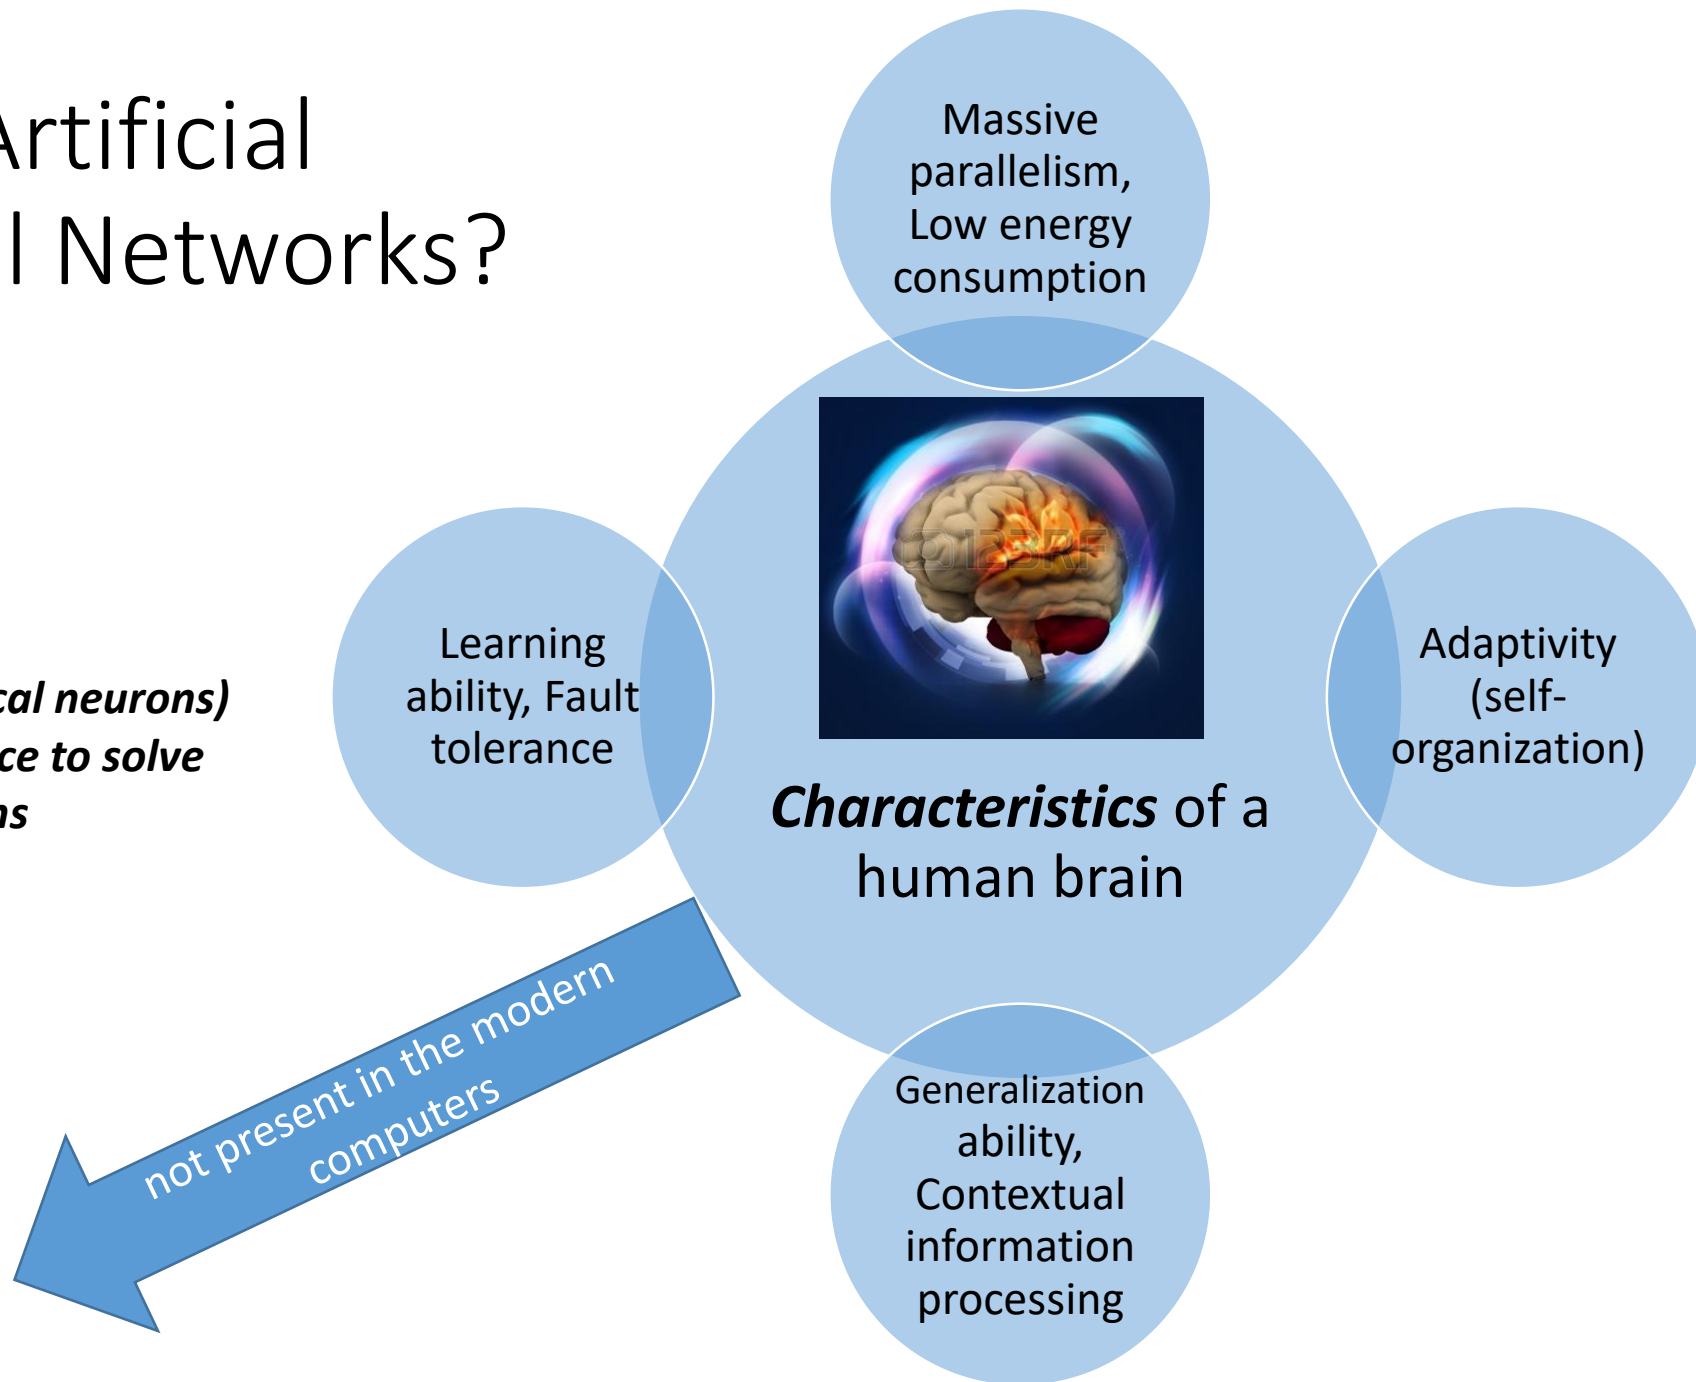 Artificial
l Networks?
Massive
parallelism,
Low energy
consumption
Learning
ability, Fault
tolerance
cal neurons)
ce to solve
ns
123RF
Characteristics of a
human brain
Adaptivity
(self-
organization)
not present in the modern
computers
Generalization
ability,
Contextual
information
processing